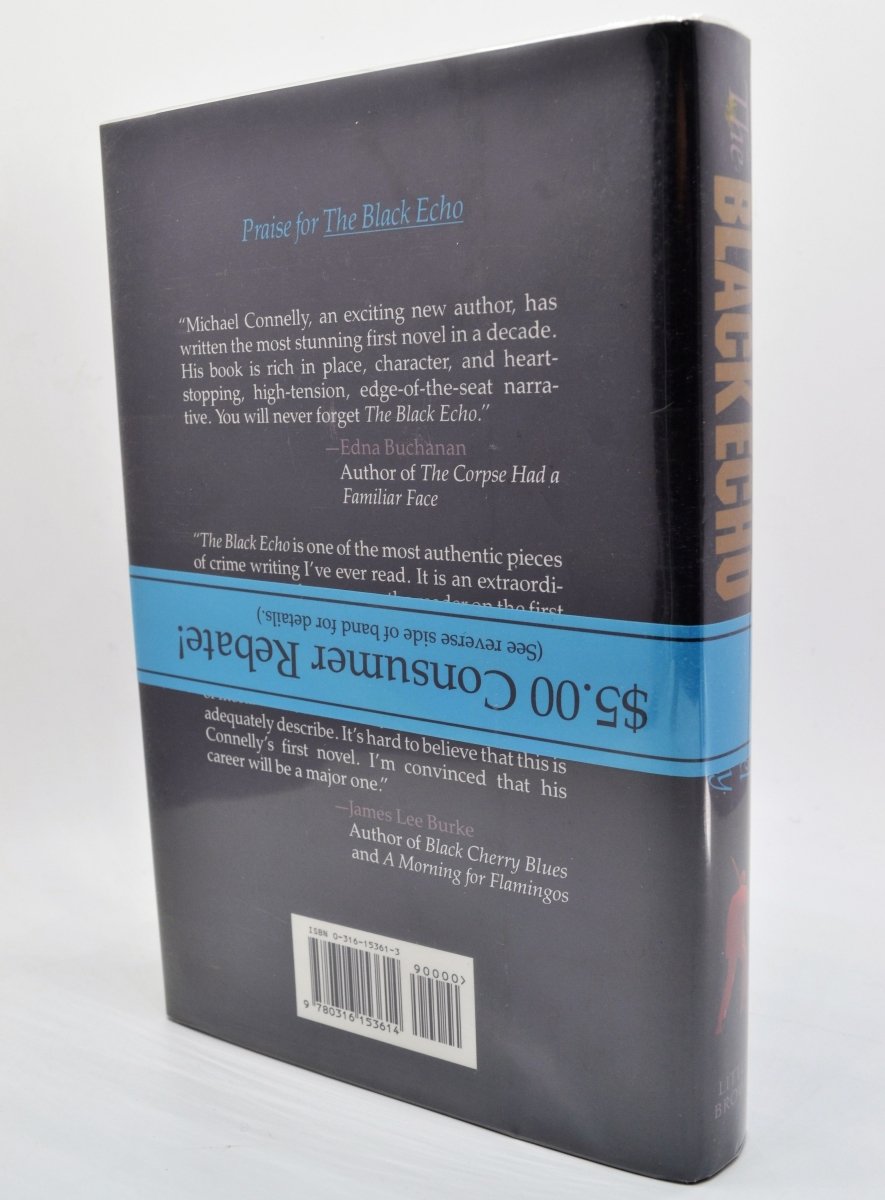 Praise for The Black Echo
“Michael Connelly, an exciting new author, has
written the most stunning first novel in a decade.
His book is rich in place, character, and heart-
stopping, high-tension, edge-of-the-seat narra-
tive. You will never forget The Black Echo.”
—Edna Buchanan
Author of The Corpse Had a
Familiar Face
“The Black Echo is one of the most authentic pieces
of crime writing I’ve ever read. It is an extraordi-
on the first
$5.00 Consumer Rebate!
(See reverse side of band for details.)
adequately describe. It’s hard to believe that this is
Connelly’s first novel. I’m convinced that his
career will be a major one.”
—James Lee Burke
Author of Black Cherry Blues
and A Morning for Flamingos
ISBN 0-316-15361-3
90000>
9 780316 153614
The
BLACK ECHO